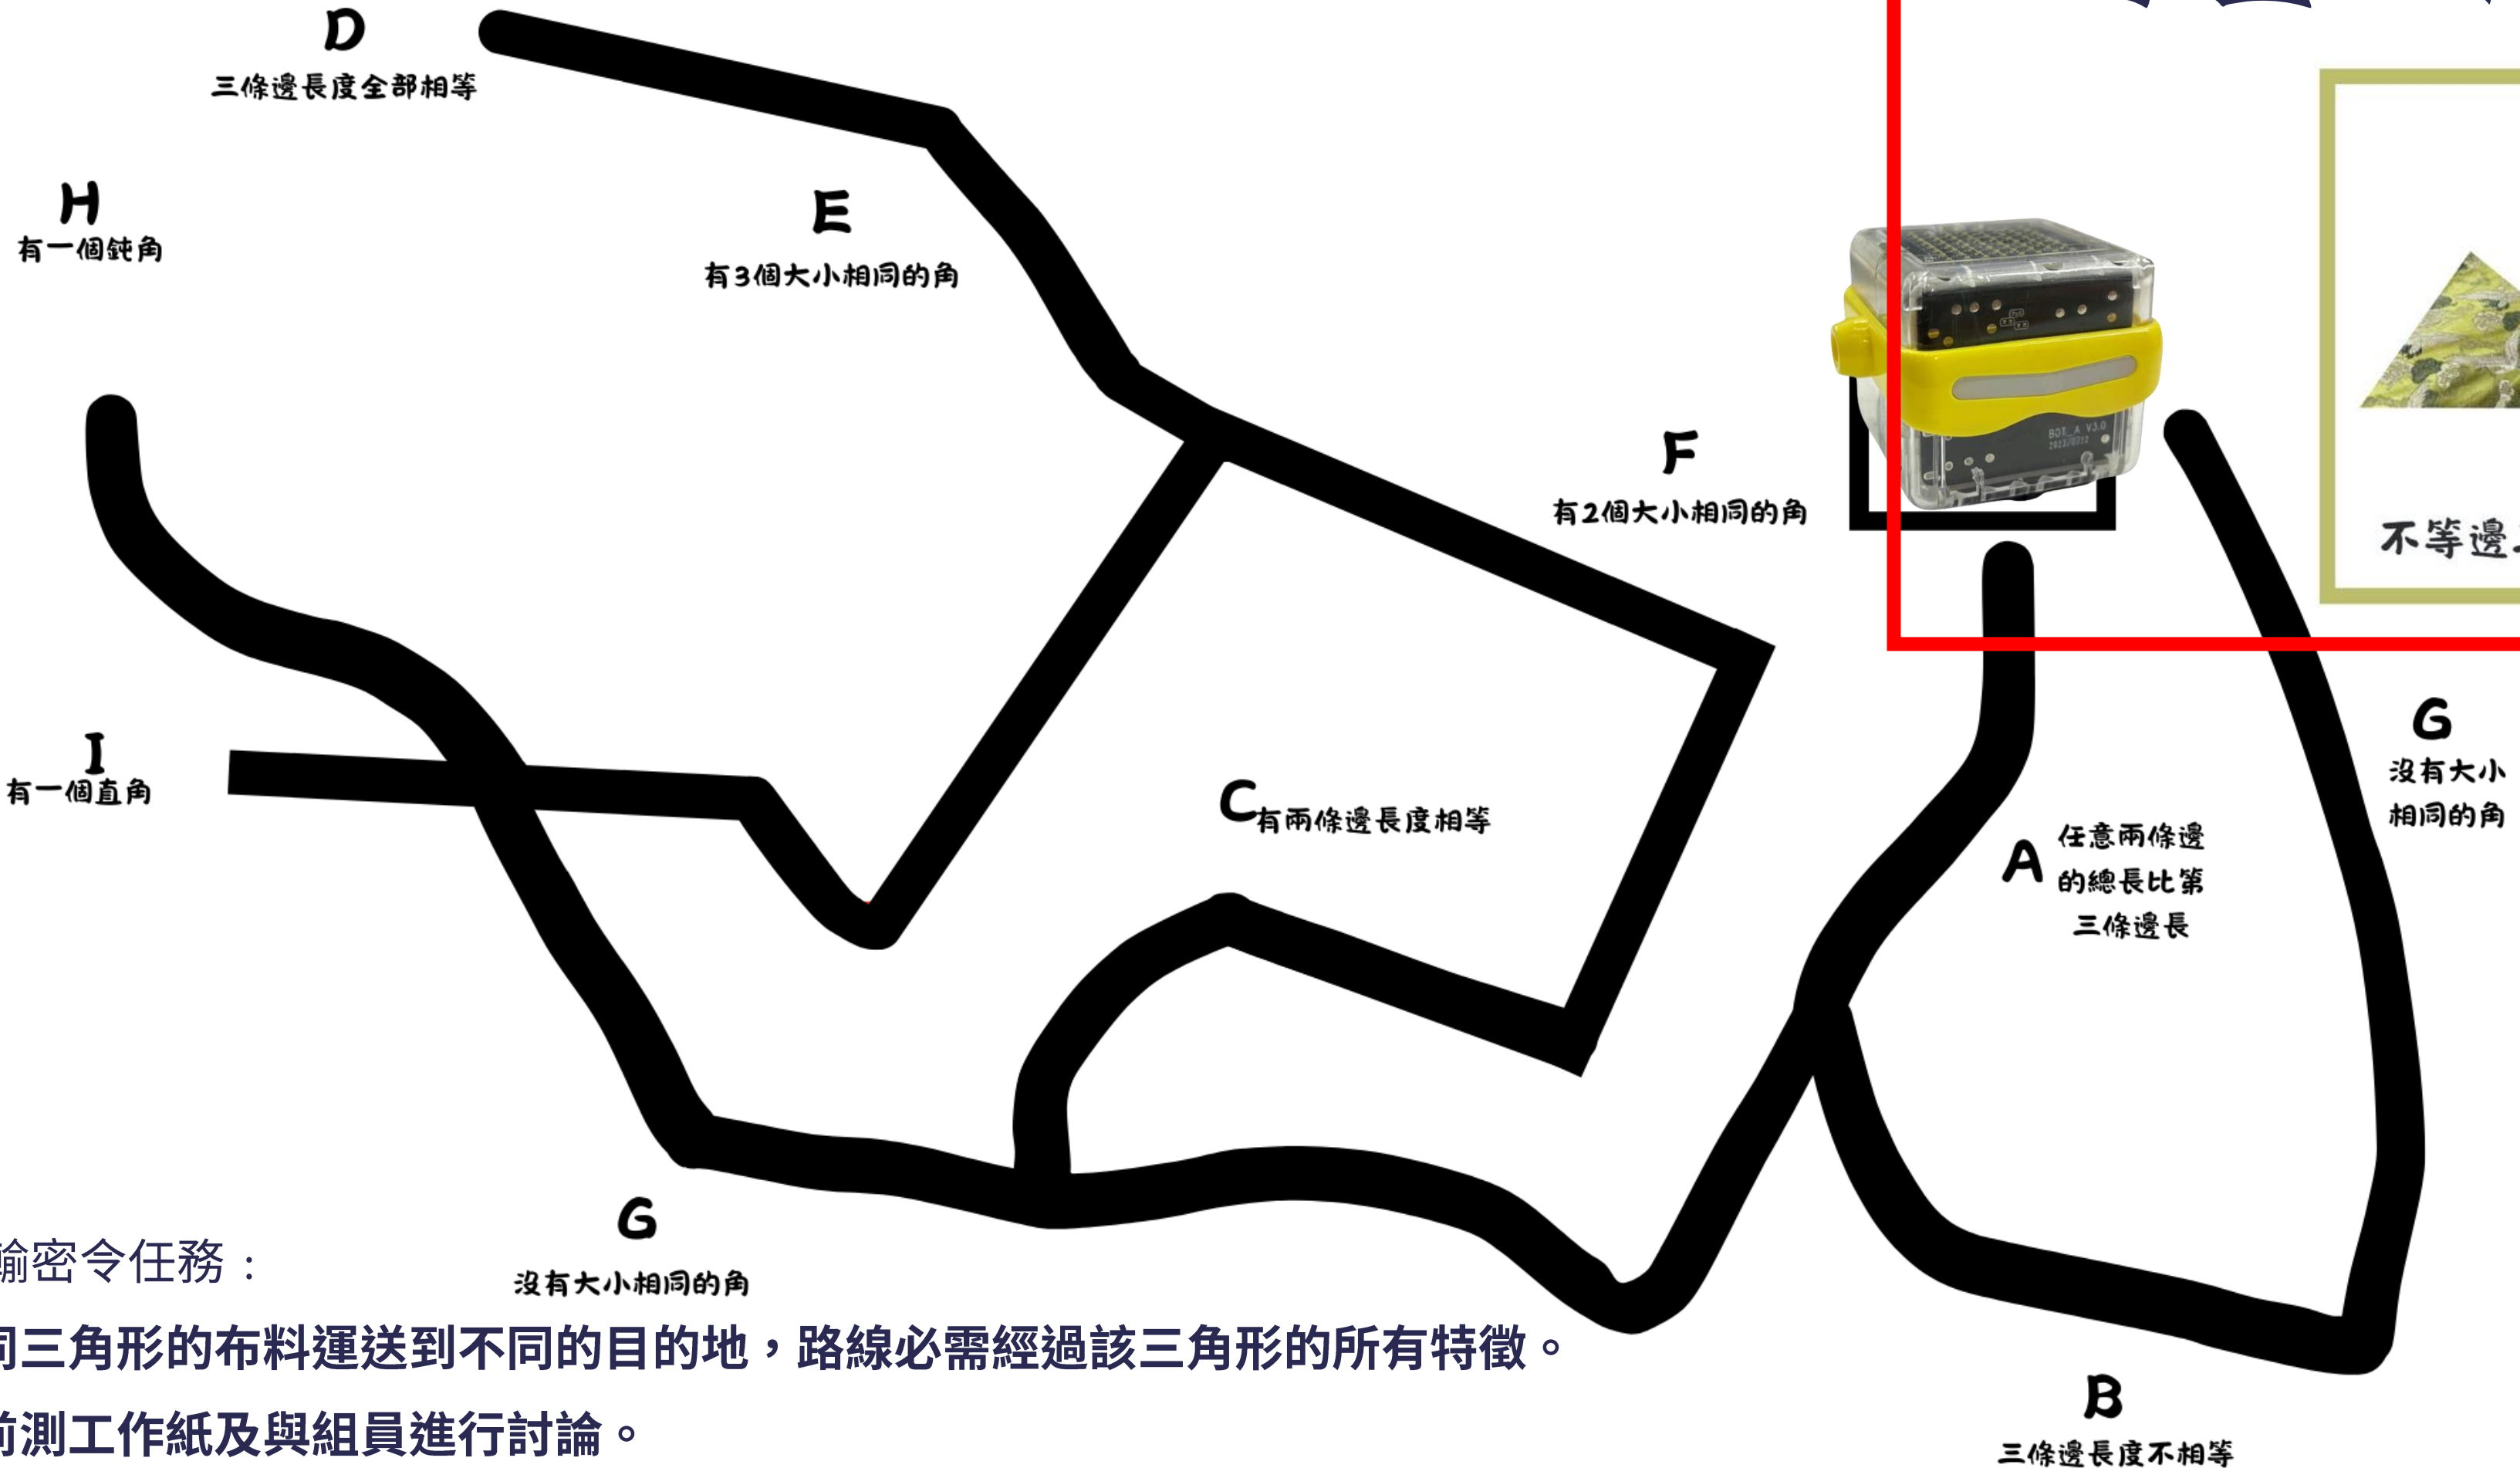 D
三條邊長度全部相等
H
有一個鈍角
E
有3個大小相同的角
BOT_A V3.0
F
有2個大小相同的角
不等邊
I
有一個直角
C有兩條邊長度相等
G
沒有大小
相同的角
A
任意兩條邊
的總長比第
三條邊長
G
沒有大小相同的角
輸密令任務：
同三角形的布料運送到不同的目的地，路線必需經過該三角形的所有特徵。
前測工作紙及與組員進行討論。
B
三條邊長度不相等